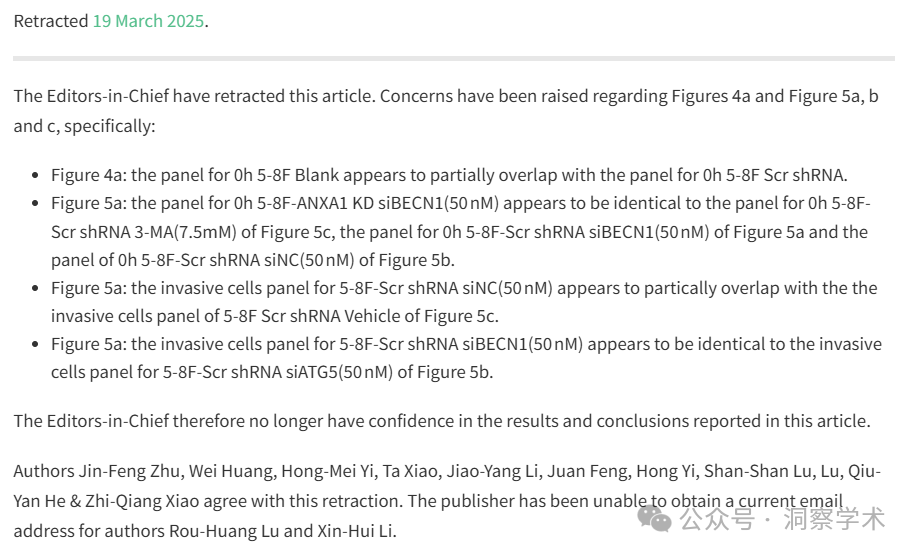 Retracted 19 March 2025.
The Editors-in-Chief have retracted this article. Concerns have been raised regarding Figures 4a and Figure 5a, b
and c, specifically:
• Figure 4a: the panel for 0h 5-8F Blank appears to partially overlap with the panel for 0h 5-8F Scr shRNA.
• Figure 5a: the panel for 0h 5-8F-ANXA1 KD siBECN1(50 nM) appears to be identical to the panel for 0h 5-8F-
Scr shRNA 3-MA(7.5mM) of Figure 5c, the panel for 0h 5-8F-Scr shRNA siBECN1(50 nM) of Figure 5a and the
panel of 0h 5-8F-Scr shRNA siNC(50 nM) of Figure 5b.
• Figure 5a: the invasive cells panel for 5-8F-Scr shRNA siNC(50 nM) appears to partically overlap with the the
invasive cells panel of 5-8F Scr shRNA Vehicle of Figure 5c.
• Figure 5a: the invasive cells panel for 5-8F-Scr shRNA siBECN1(50 nM) appears to be identical to the invasive
cells panel for 5-8F-Scr shRNA siATG5(50 nM) of Figure 5b.
The Editors-in-Chief therefore no longer have confidence in the results and conclusions reported in this article.
Authors Jin-Feng Zhu, Wei Huang, Hong-Mei Yi, Ta Xiao, Jiao-Yang Li, Juan Feng, Hong Yi, Shan-Shan Lu, Lu, Qiu-
Yan He & Zhi-Qiang Xiao agree with this retraction. The publisher has been unable to obtain a current email
address for authors Rou-Huang Lu and Xin-Hui Li.
公众号 · 洞察学术